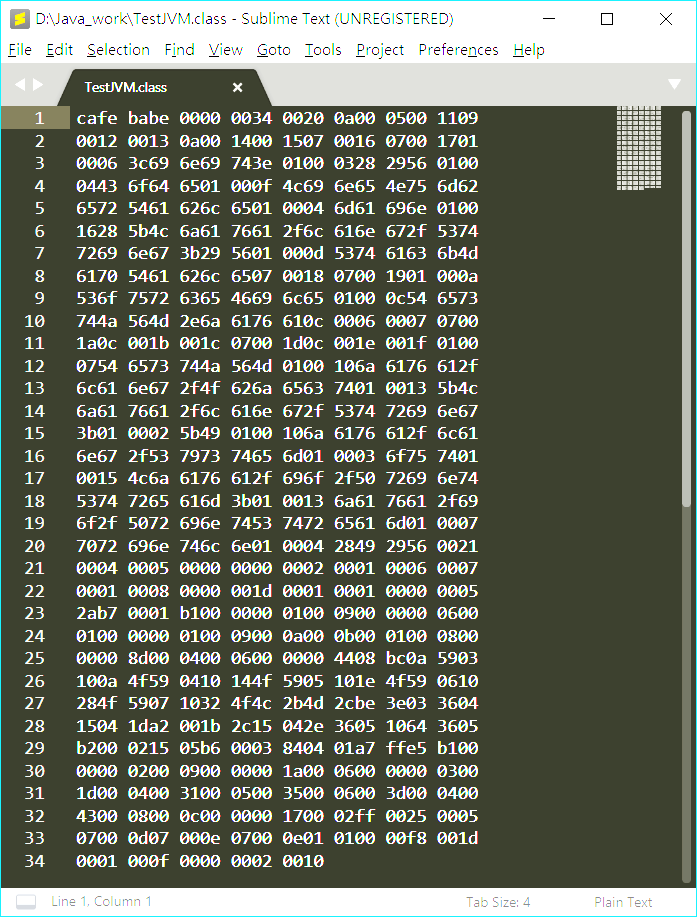 D:\Java_work\TestJVM.class - Sublime Text (UNREGISTERED)
File Edit Selection Find View Goto Tools Project Preferences Help
TestJVM.class
1 cafe babe 0000 0034 0020 0a00 0500 1109
2 0012 0013 0a00 1400 1507 0016 0700 1701
3 0006 3c69 6e69 743e 0100 0328 2956 0100
4 0443 6f64 6501 000f 4c69 6e65 4e75 6d62
5 6572 5461 626c 6501 0004 6d61 696e 0100
6 1628 5b4c 6a61 7661 2f6c 616e 672f 5374
7 7269 6e67 3b29 5601 000d 5374 6163 6b4d
8 6170 5461 626c 6507 0018 0700 1901 000a
9 536f 7572 6365 4669 6c65 0100 0c54 6573
10 744a 564d 2e6a 6176 610c 0006 0007 0700
11 1a0c 001b 001c 0700 1d0c 001e 001f 0100
12 0754 6573 744a 564d 0100 106a 6176 612f
13 6c61 6e67 2f4f 626a 6563 7401 0013 5b4c
14 6a61 7661 2f6c 616e 672f 5374 7269 6e67
15 3b01 0002 5b49 0100 106a 6176 612f 6c61
16 6e67 2f53 7973 7465 6d01 0003 6f75 7401
17 0015 4c6a 6176 612f 696f 2f50 7269 6e74
18 5374 7265 616d 3b01 0013 6a61 7661 2f69
19 6f2f 5072 696e 7453 7472 6561 6d01 0007
20 7072 696e 746c 6e01 0004 2849 2956 0021
21 0004 0005 0000 0000 0002 0001 0006 0007
22 0001 0008 0000 001d 0001 0001 0000 0005
23 2ab7 0001 b100 0000 0100 0900 0000 0600
24 0100 0000 0100 0900 0a00 0b00 0100 0800
25 0000 8d00 0400 0600 0000 4408 bc0a 5903
26 100a 4f59 0410 144f 5905 101e 4f59 0610
27 284f 5907 1032 4f4c 2b4d 2cbe 3e03 3604
28 1504 1da2 001b 2c15 042e 3605 1064 3605
29 b200 0215 05b6 0003 8404 01a7 ffe5 b100
30 0000 0200 0900 0000 1a00 0600 0000 0300
31 1d00 0400 3100 0500 3500 0600 3d00 0400
32 4300 0800 0c00 0000 1700 02ff 0025 0005
33 0700 0d07 000e 0700 0e01 0100 00f8 001d
34 0001 000f 0000 0002 0010
Line 1, Column 1 Tab Size: 4 Plain Text